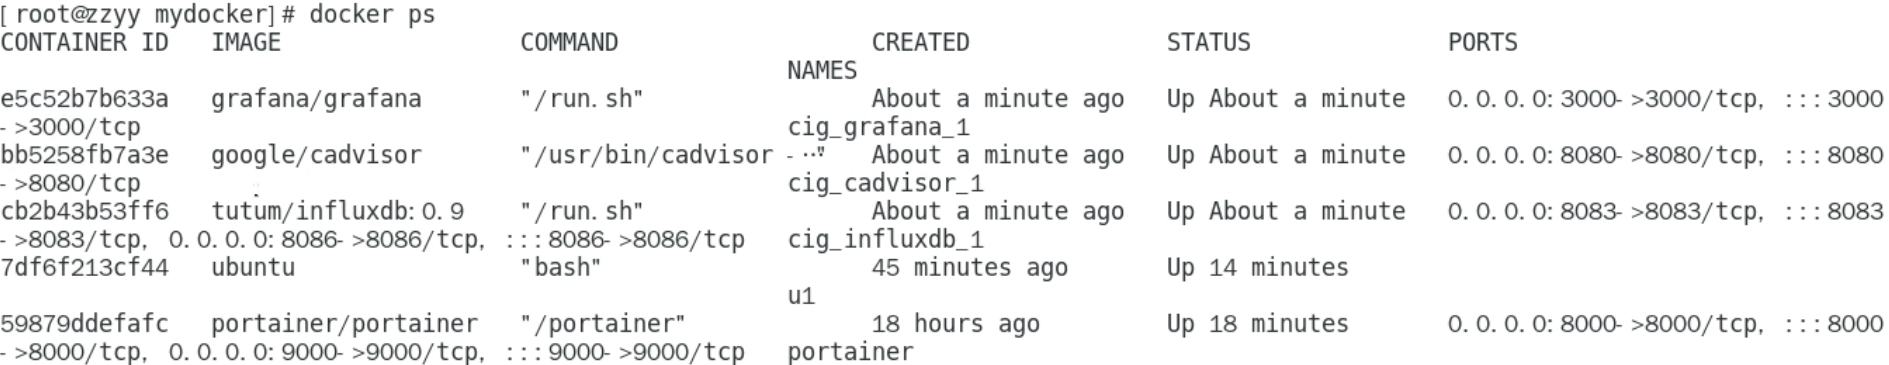 [root@zzyy mydocker]# docker ps
CONTAINER ID   IMAGE                 COMMAND                  CREATED              STATUS              PORTS
NAMES
e5c52b7b633a   grafana/grafana       "/run.sh"                About a minute ago   Up About a minute   0.0.0.0:3000->3000/tcp, :::3000
->3000/tcp                                              cig_grafana_1
bb5258fb7a3e   google/cadvisor       "/usr/bin/cadvisor -…"   About a minute ago   Up About a minute   0.0.0.0:8080->8080/tcp, :::8080
->8080/tcp                                              cig_cadvisor_1
cb2b43b53ff6   tutum/influxdb:0.9    "/run.sh"                About a minute ago   Up About a minute   0.0.0.0:8083->8083/tcp, :::8083
->8083/tcp, 0.0.0.0:8086->8086/tcp, :::8086->8086/tcp   cig_influxdb_1
7df6f213cf44   ubuntu                "bash"                   45 minutes ago       Up 14 minutes
u1
59879ddefafc   portainer/portainer   "/portainer"             18 hours ago         Up 18 minutes       0.0.0.0:8000->8000/tcp, :::8000
->8000/tcp, 0.0.0.0:9000->9000/tcp, :::9000->9000/tcp   portainer